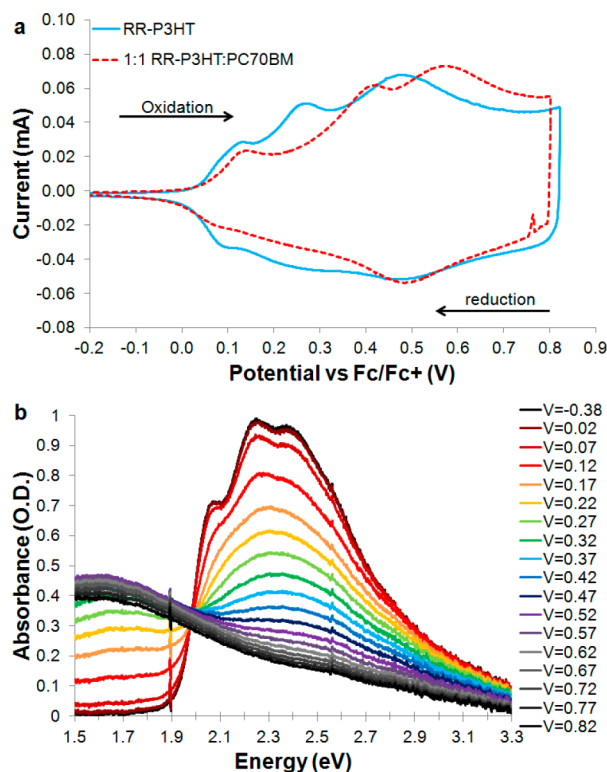 a
RR-P3HT
1:1 RR-P3HT:PC70BM
Oxidation
reduction
0.10
0.08
0.06
0.04
0.02
0.00
-0.02
-0.04
-0.06
-0.08
Current (mA)
-0.2 -0.1 0.0 0.1 0.2 0.3 0.4 0.5 0.6 0.7 0.8 0.9
Potential vs Fc/Fc+ (V)
b
1
0.9
0.8
0.7
0.6
0.5
0.4
0.3
0.2
0.1
0
Absorbance (O.D.)
1.5 1.7 1.9 2.1 2.3 2.5 2.7 2.9 3.1 3.3
Energy (eV)
V=-0.38
V=0.02
V=0.07
V=0.12
V=0.17
V=0.22
V=0.27
V=0.32
V=0.37
V=0.42
V=0.47
V=0.52
V=0.57
V=0.62
V=0.67
V=0.72
V=0.77
V=0.82